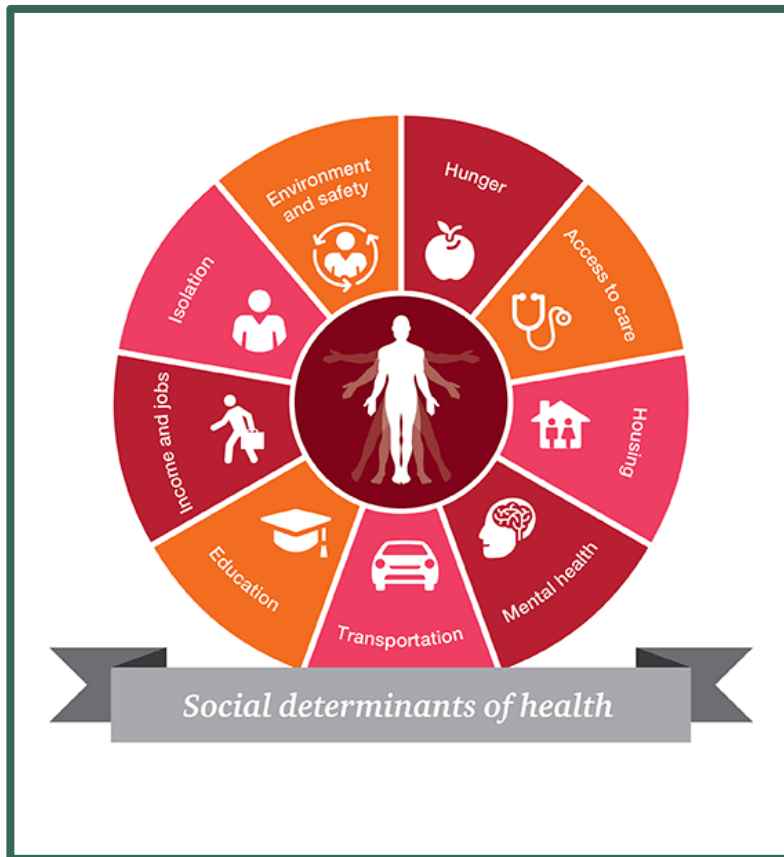 Hunger
Access to care
Housing
Mental health
Transportation
Education
Income and jobs
Isolation
Environment
and safety
Social determinants of health